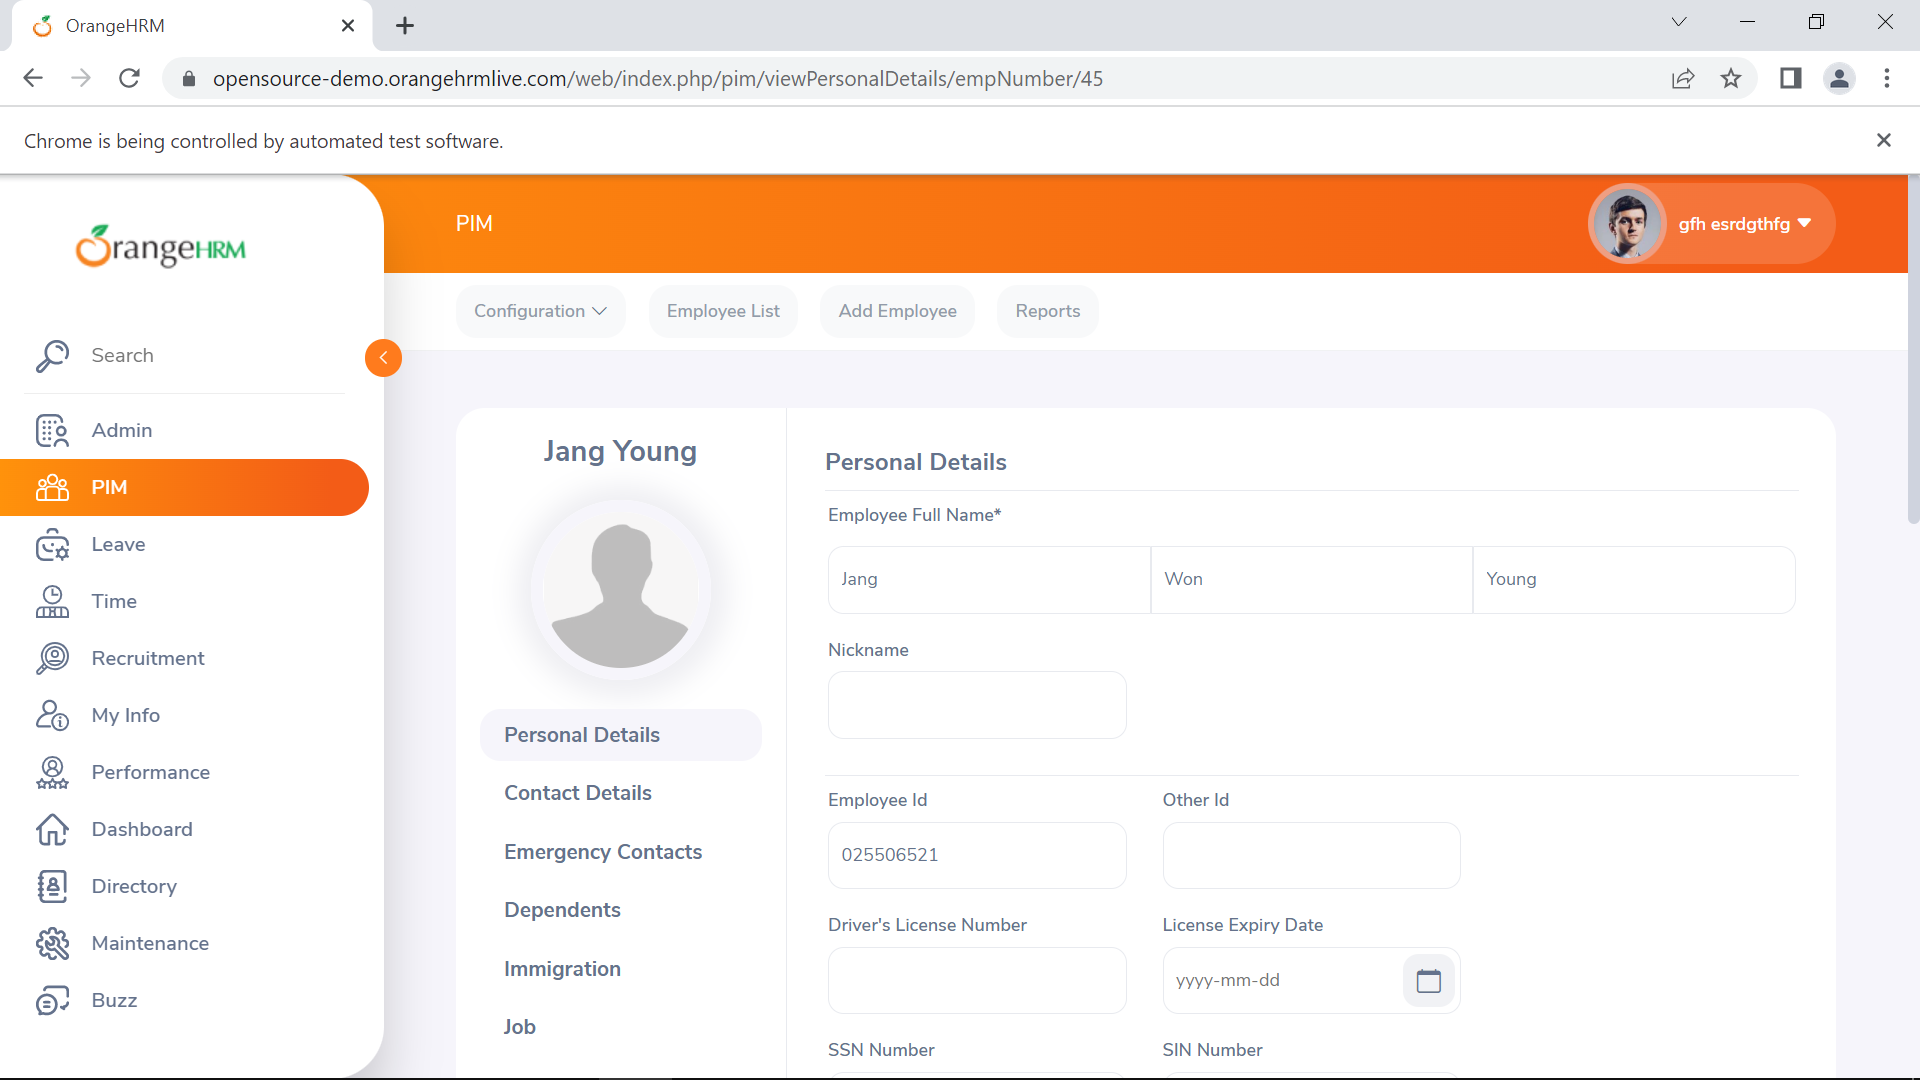 OrangeHRM
opensource-demo.orangehrmlive.com/web/index.php/pim/viewPersonalDetails/empNumber/45
Chrome is being controlled by automated test software.
OrangeHRM
PIM
gfh esrdgthfg
Configuration
Employee List
Add Employee
Reports
Search
Admin
PIM
Leave
Time
Recruitment
My Info
Performance
Dashboard
Directory
Maintenance
Buzz
Jang Young
Personal Details
Contact Details
Emergency Contacts
Dependents
Immigration
Job
Personal Details
Employee Full Name*
Jang Won Young
Nickname
Employee Id Other Id
025506521
Driver's License Number License Expiry Date
yyyy-mm-dd
SSN Number SIN Number